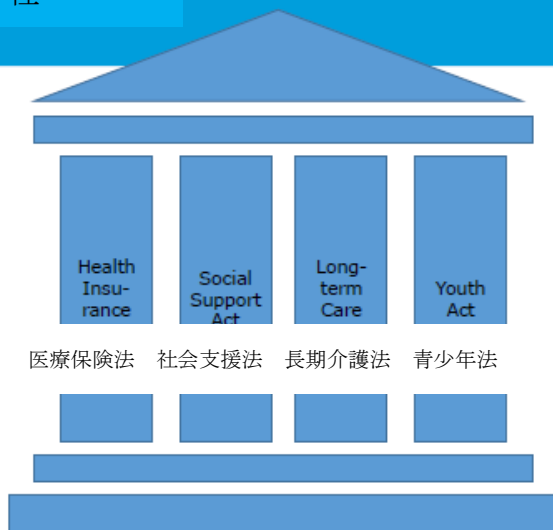 Health
Insu-
rance
Social
Support
Act
Long-
term
Care
Youth
Act
医療保険法 社会支援法 長期介護法 青少年法